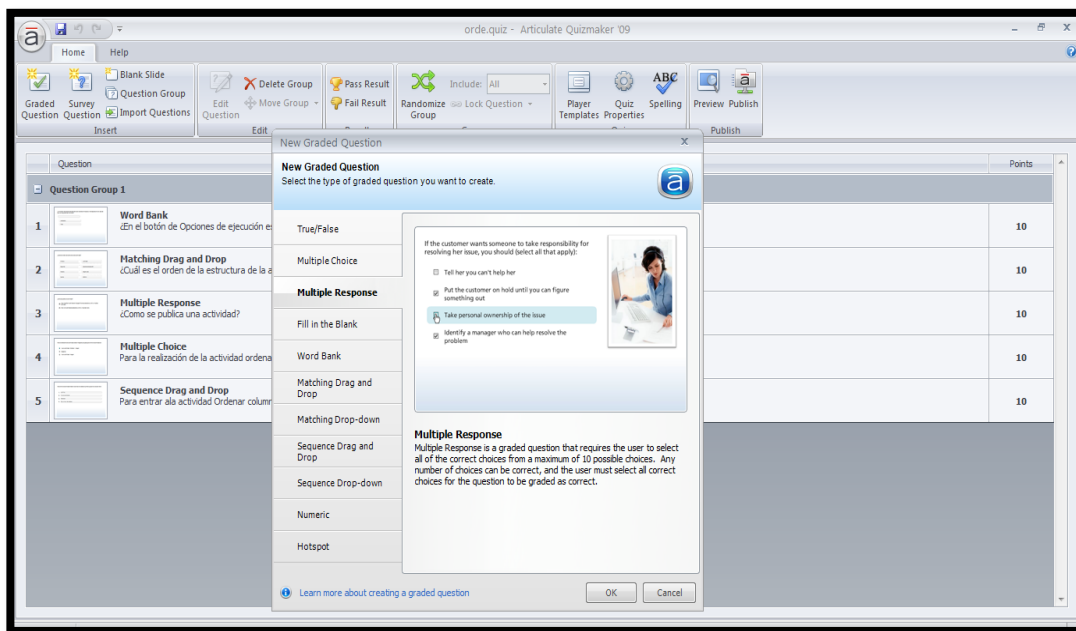 orde.quiz - Articulate Quizmaker '09
Home Help
Graded Question
Survey Question
Blank Slide
Question Group
Import Questions
Insert
Edit Question
Delete Group
Move Group
Edit
Pass Result
Fail Result
Randomize Group
Include: All
Lock Question
Player Templates
Quiz Properties
Spelling
ABC
Preview Publish
Publish
Question
Points
Question Group 1
1
Word Bank
¿En el botón de Opciones de ejecución es
10
2
Matching Drag and Drop
¿Cuál es el orden de la estructura de la a
10
3
Multiple Response
¿Como se publica una actividad?
10
4
Multiple Choice
Para la realización de la actividad ordena
10
5
Sequence Drag and Drop
Para entrar ala actividad Ordenar column
10
New Graded Question
New Graded Question
Select the type of graded question you want to create.
True/False
Multiple Choice
Multiple Response
Fill in the Blank
Word Bank
Matching Drag and
Drop
Matching Drop-down
Sequence Drag and
Drop
Sequence Drop-down
Numeric
Hotspot
If the customer wants someone to take responsibility for
resolving her issue, you should (select all that apply):
Tell her you can't help her
Put the customer on hold until you can figure
something out
Take personal ownership of the issue
Identify a manager who can help resolve the
problem
Multiple Response
Multiple Response is a graded question that requires the user to select
all of the correct choices from a maximum of 10 possible choices. Any
number of choices can be correct, and the user must select all correct
choices for the question to be graded as correct.
Learn more about creating a graded question
OK
Cancel